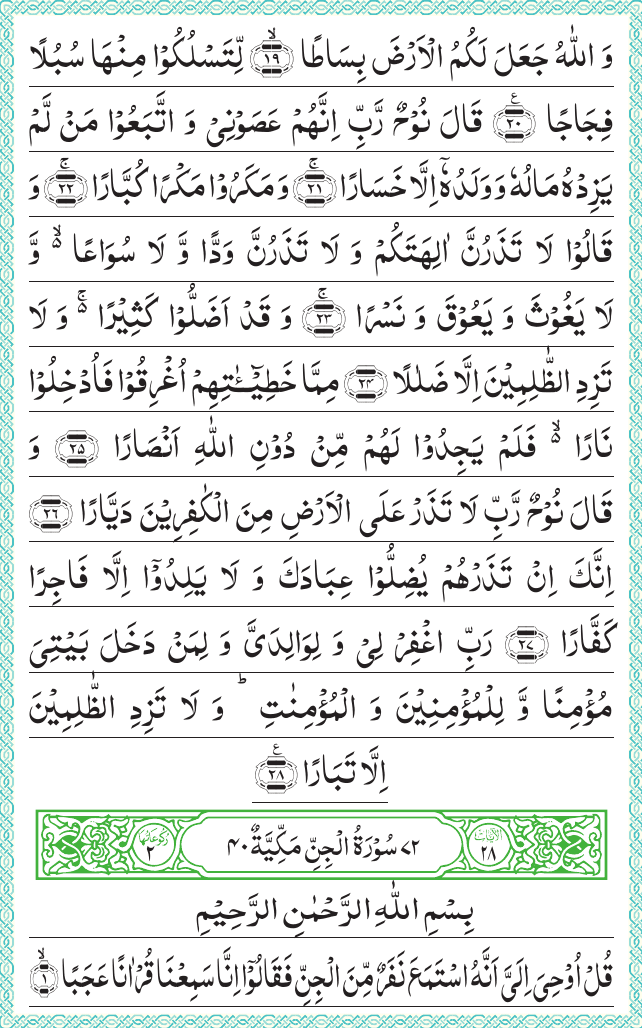 وَ اللّٰهُ جَعَلَ لَكُمُ الْاَرْضَ بِسَاطًا ۙ﴿۱۹﴾ لِّتَسْلُكُوْا مِنْهَا سُبُلًا
فِجَاجًا ﴿۲۰﴾ع قَالَ نُوْحٌ رَّبِّ اِنَّهُمْ عَصَوْنِیْ وَ اتَّبَعُوْا مَنْ لَّمْ
یَزِدْهُ مَالُهٗ وَ وَلَدُهٗۤ اِلَّا خَسَارًا ۚ﴿۲۱﴾ وَ مَكَرُوْا مَكْرًا كُبَّارًا ۚ﴿۲۲﴾ وَ
قَالُوْا لَا تَذَرُنَّ اٰلِهَتَكُمْ وَ لَا تَذَرُنَّ وَدًّا وَّ لَا سُوَاعًا ۙ۬ وَّ
لَا یَغُوْثَ وَ یَعُوْقَ وَ نَسْرًا ۚ﴿۲۳﴾ وَ قَدْ اَضَلُّوْا كَثِیْرًا ۚ۬ وَ لَا
تَزِدِ الظّٰلِمِیْنَ اِلَّا ضَلٰلًا ﴿۲۴﴾ مِمَّا خَطِیْٓـٰٔتِهِمْ اُغْرِقُوْا فَاُدْخِلُوْا
نَارًا ۙ۬ فَلَمْ یَجِدُوْا لَهُمْ مِّنْ دُوْنِ اللّٰهِ اَنْصَارًا ﴿۲۵﴾ وَ
قَالَ نُوْحٌ رَّبِّ لَا تَذَرْ عَلَی الْاَرْضِ مِنَ الْكٰفِرِیْنَ دَیَّارًا ﴿۲۶﴾
اِنَّكَ اِنْ تَذَرْهُمْ یُضِلُّوْا عِبَادَكَ وَ لَا یَلِدُوْۤا اِلَّا فَاجِرًا
كَفَّارًا ﴿۲۷﴾ رَبِّ اغْفِرْ لِیْ وَ لِوَالِدَیَّ وَ لِمَنْ دَخَلَ بَیْتِیَ
مُؤْمِنًا وَّ لِلْمُؤْمِنِیْنَ وَ الْمُؤْمِنٰتِ ؕ وَ لَا تَزِدِ الظّٰلِمِیْنَ
اِلَّا تَبَارًا ﴿۲۸﴾ع
الآیات ۲۸ ۷۲ سُوْرَةُ الْجِنِّ مَكِّیَّةٌ ۴۰ ركوعاتها ۲
بِسْمِ اللّٰهِ الرَّحْمٰنِ الرَّحِیْمِ
قُلْ اُوْحِیَ اِلَیَّ اَنَّهُ اسْتَمَعَ نَفَرٌ مِّنَ الْجِنِّ فَقَالُوْۤا اِنَّا سَمِعْنَا قُرْاٰنًا عَجَبًا ۙ﴿۱﴾